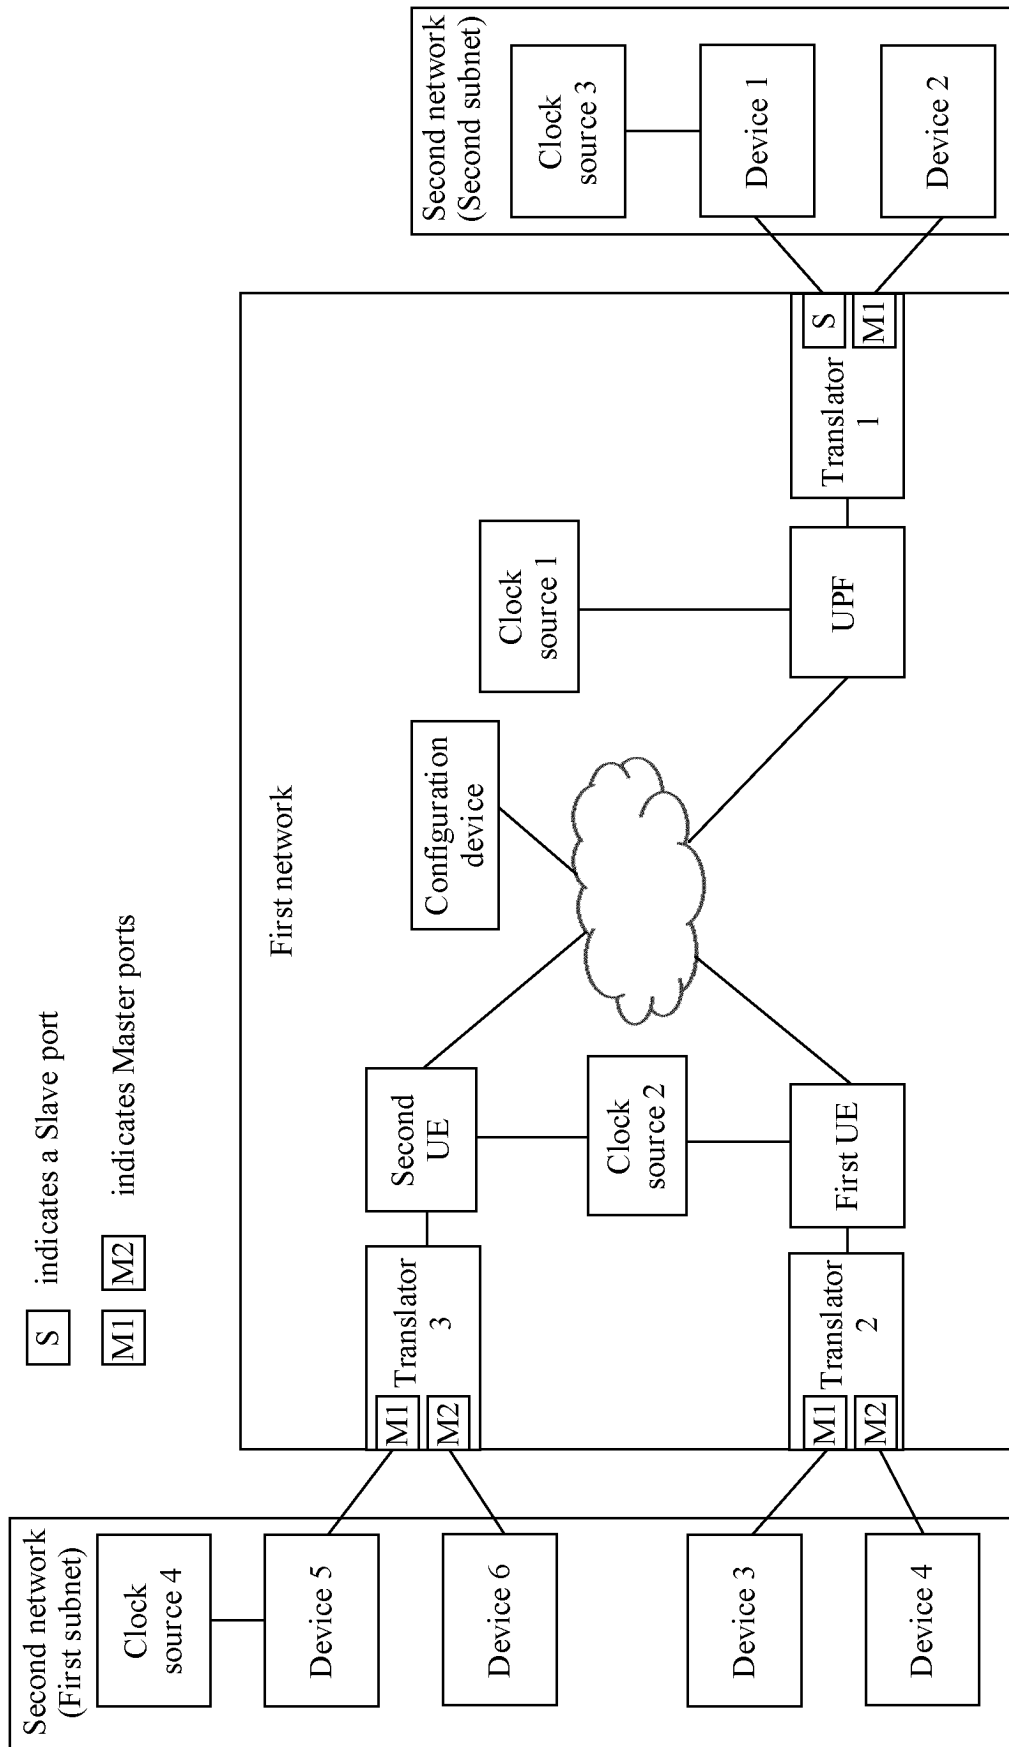 S
indicates a Slave port
M1
M2
indicates Master ports
Second network
(First subnet)
Clock
source 4
Device 5
Device 6
Device 3
Device 4
First network
M1
M2
Translator
3
Second
UE
Clock
source 2
M1
M2
Translator
2
First UE
Configuration
device
Clock
source 1
UPF
Translator
1
S
M1
Second network
(Second subnet)
Clock
source 3
Device 1
Device 2